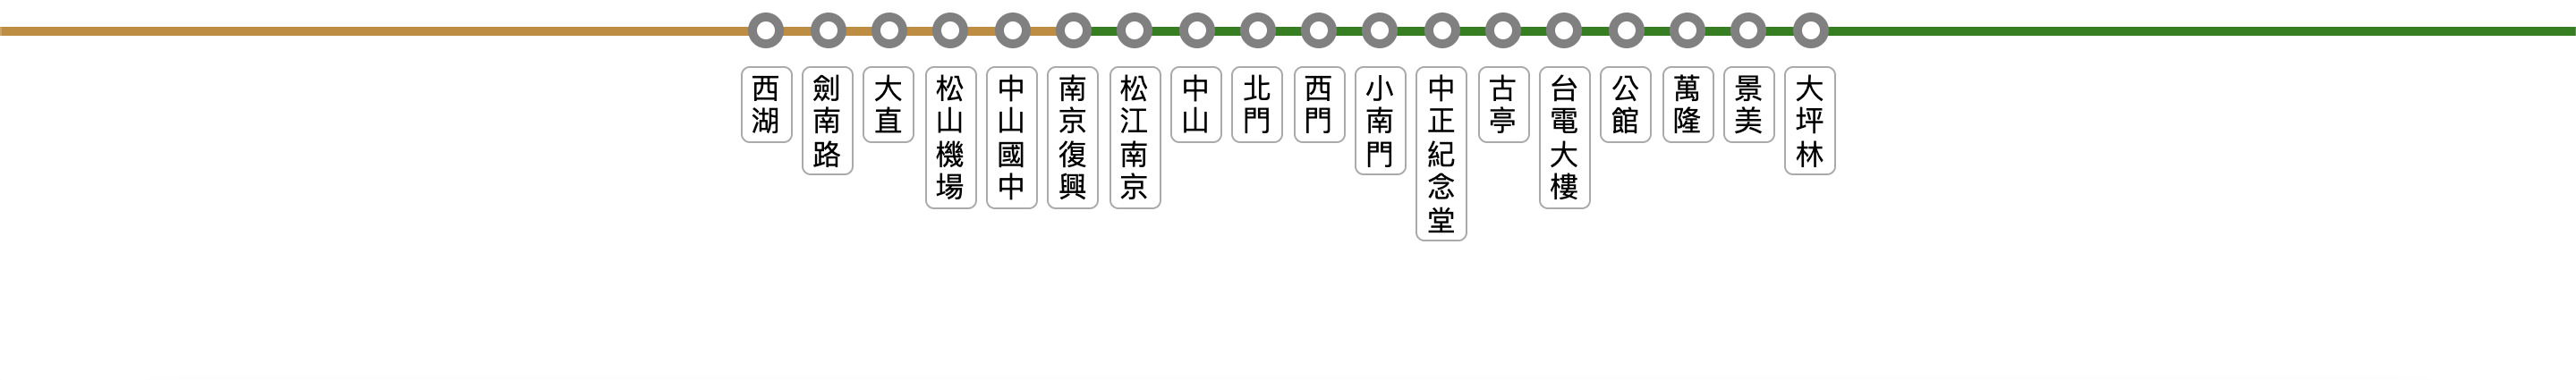 西湖
劍南路
大直
松山機場
中山國中
南京復興
松江南京
中山
北門
西門
小南門
中正紀念堂
古亭
台電大樓
公館
萬隆
景美
大坪林